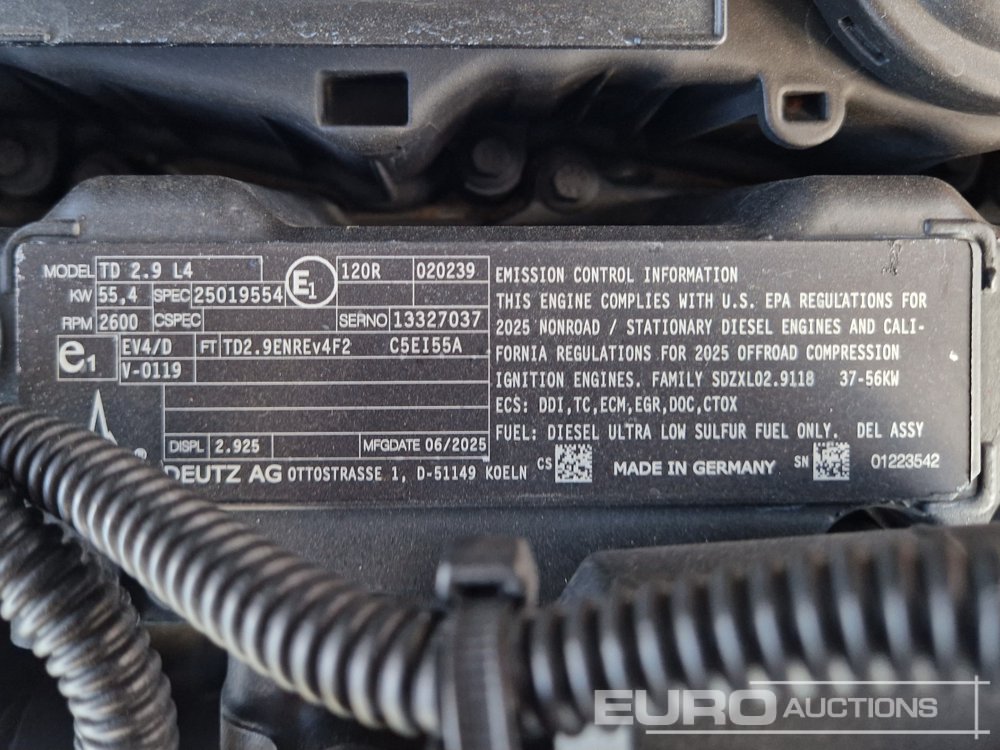 MODEL TD 2.9 L4 E1 120R 020239
KW 55,4 SPEC 25019554
RPM 2600 CSPEC SERNO 13327037
e1 EV4/D FT TD2.9ENREv4F2 C5EI55A
V-0119
DISPL 2.925 MFGDATE 06/2025
DEUTZ AG OTTOSTRASSE 1, D-51149 KOELN
EMISSION CONTROL INFORMATION
THIS ENGINE COMPLIES WITH U.S. EPA REGULATIONS FOR
2025 NONROAD / STATIONARY DIESEL ENGINES AND CALI-
FORNIA REGULATIONS FOR 2025 OFFROAD COMPRESSION
IGNITION ENGINES. FAMILY SDZXL02.9118 37-56KW
ECS: DDI,TC,ECM,EGR,DOC,CTOX
FUEL: DIESEL ULTRA LOW SULFUR FUEL ONLY. DEL ASSY
CS MADE IN GERMANY SN 01223542
EURO AUCTIONS